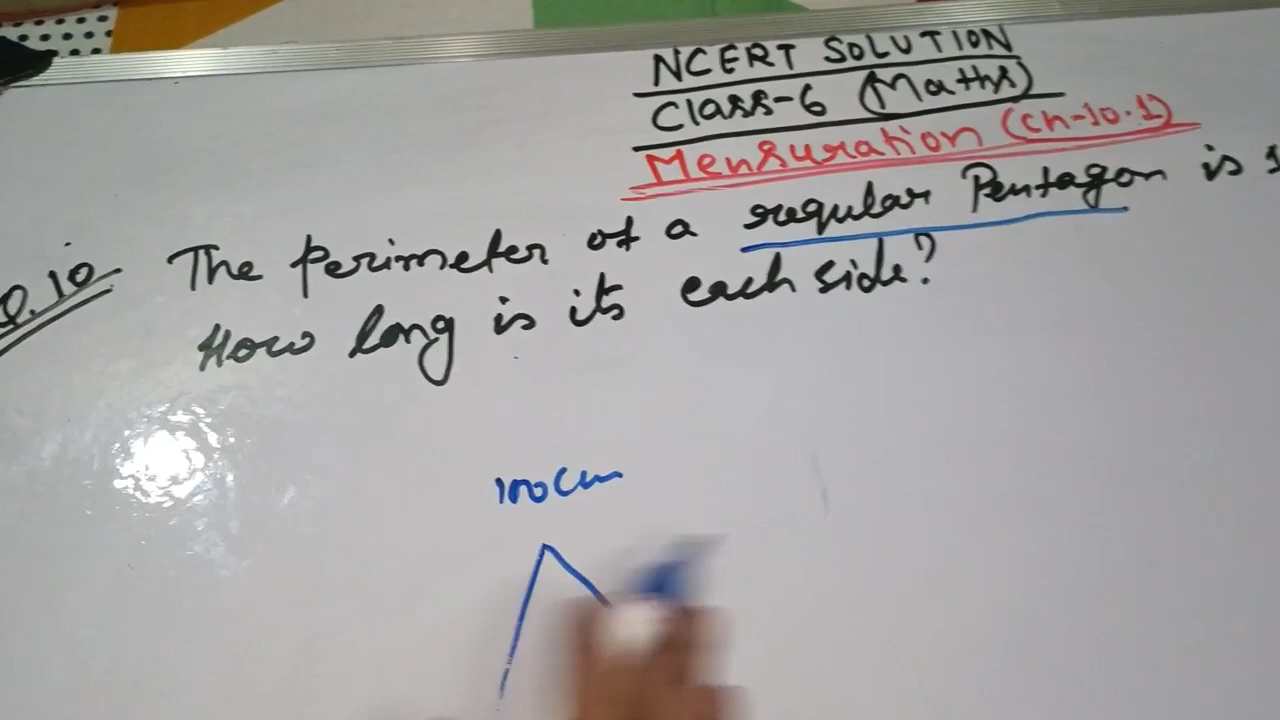 NCERT SOLUTION
Class-6 (Maths)
Mensuration (Ch-10.1)
Q.10 The perimeter of a regular Pentagon is 1
How long is its each side?
100cm